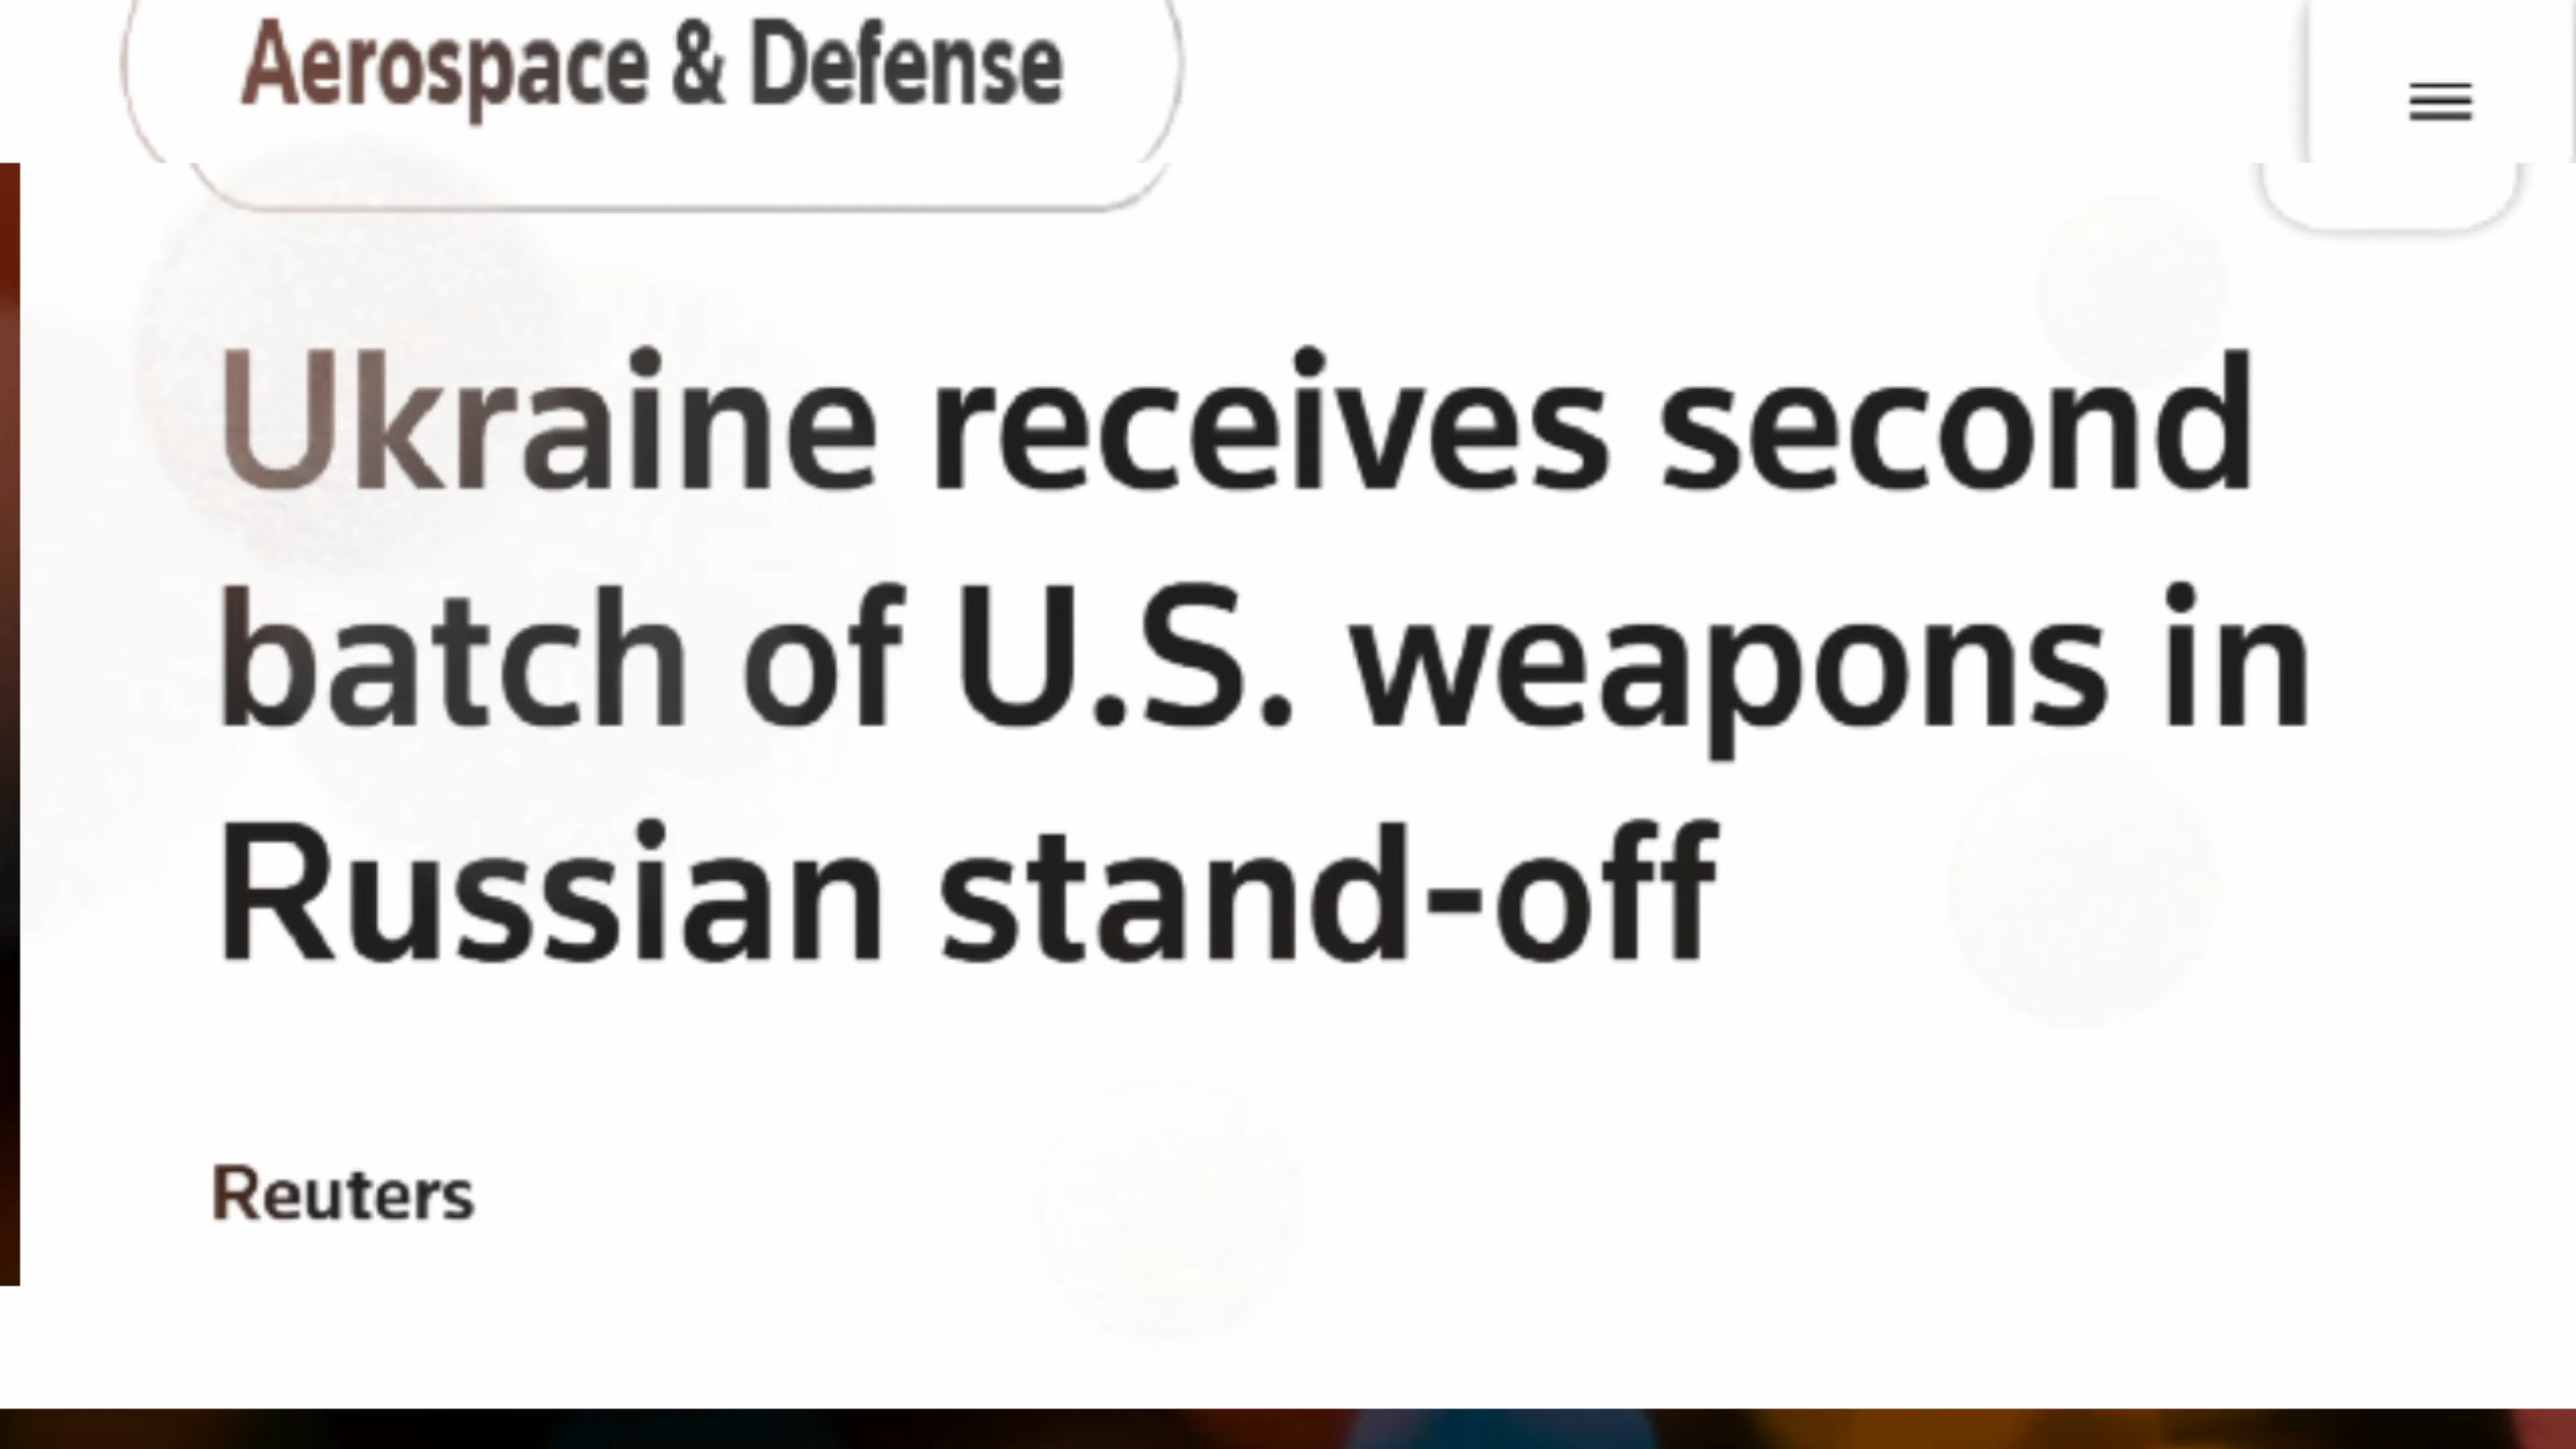 Aerospace & Defense
Ukraine receives second
batch of U.S. weapons in
Russian stand-off
Reuters